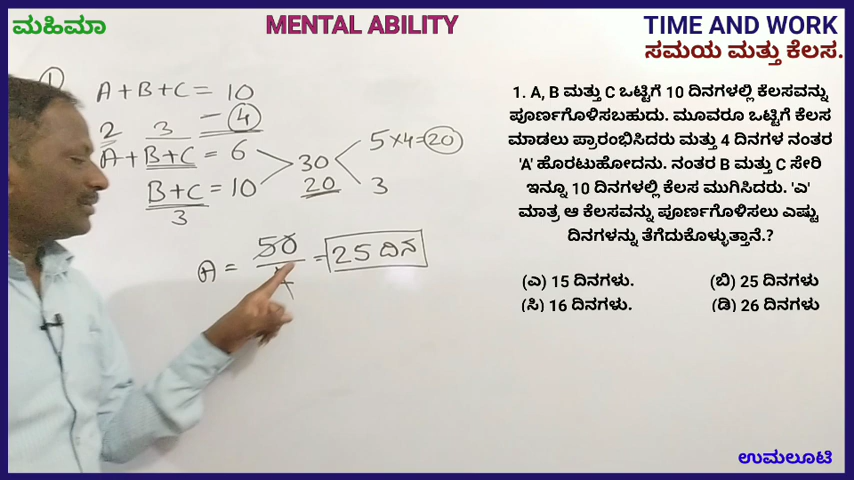 ಮಹಿಮಾ
MENTAL ABILITY
TIME AND WORK
ಸಮಯ ಮತ್ತು ಕೆಲಸ.
1
A + B + C = 10
- 4
2 3
A + B + C = 6
B + C = 10
3
30
20
5 × 4 = 20
3
A = 50 = 25 ದಿನ
1. A, B ಮತ್ತು C ಒಟ್ಟಿಗೆ 10 ದಿನಗಳಲ್ಲಿ ಕೆಲಸವನ್ನು
ಪೂರ್ಣಗೊಳಿಸಬಹುದು. ಮೂವರೂ ಒಟ್ಟಿಗೆ ಕೆಲಸ
ಮಾಡಲು ಪ್ರಾರಂಭಿಸಿದರು ಮತ್ತು 4 ದಿನಗಳ ನಂತರ
'A' ಹೊರಟುಹೋದನು. ನಂತರ B ಮತ್ತು C ಸೇರಿ
ಇನ್ನೂ 10 ದಿನಗಳಲ್ಲಿ ಕೆಲಸ ಮುಗಿಸಿದರು. 'ಎ'
ಮಾತ್ರ ಆ ಕೆಲಸವನ್ನು ಪೂರ್ಣಗೊಳಿಸಲು ಎಷ್ಟು
ದಿನಗಳನ್ನು ತೆಗೆದುಕೊಳ್ಳುತ್ತಾನೆ.?
(ಎ) 15 ದಿನಗಳು. (ಬಿ) 25 ದಿನಗಳು
(ಸಿ) 16 ದಿನಗಳು. (ಡಿ) 26 ದಿನಗಳು
ಉಮಲೂಟಿ